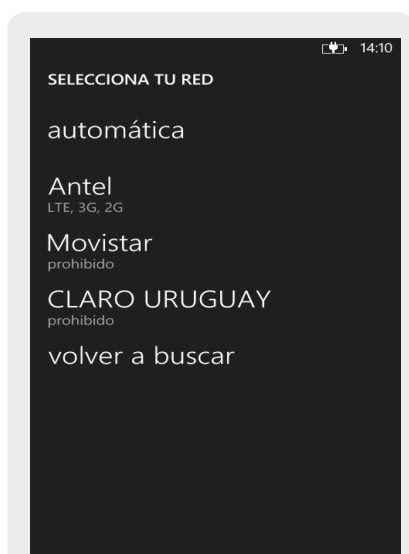 14:10
SELECCIONA TU RED
automática
Antel
LTE, 3G, 2G
Movistar
prohibido
CLARO URUGUAY
prohibido
volver a buscar